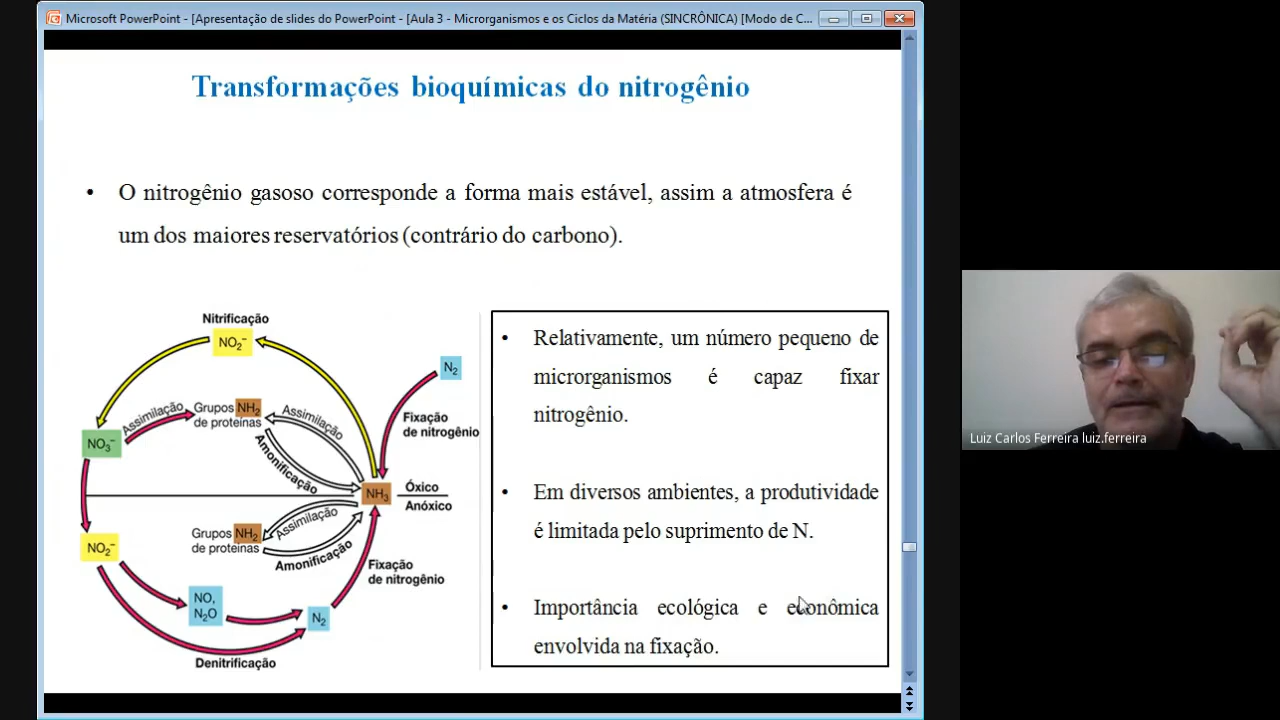 Microsoft PowerPoint - [Apresentação de slides do PowerPoint - [Aula 3 - Microrganismos e os Ciclos da Matéria (SINCRÔNICA) [Modo de C...
Transformações bioquímicas do nitrogênio
• O nitrogênio gasoso corresponde a forma mais estável, assim a atmosfera é
um dos maiores reservatórios (contrário do carbono).
Nitrificação
NO₂⁻
N₂
Assimilação
Grupos NH₂
de proteínas
Assimilação
Fixação
de nitrogênio
NO₃⁻
Amonificação
NH₃
Óxico
Anóxico
Grupos NH₂
de proteínas
Assimilação
Amonificação
NO₂⁻
Fixação
de nitrogênio
NO,
N₂O
N₂
Denitrificação
• Relativamente, um número pequeno de
microrganismos é capaz fixar
nitrogênio.
• Em diversos ambientes, a produtividade
é limitada pelo suprimento de N.
• Importância ecológica e econômica
envolvida na fixação.
Luiz Carlos Ferreira luiz.ferreira